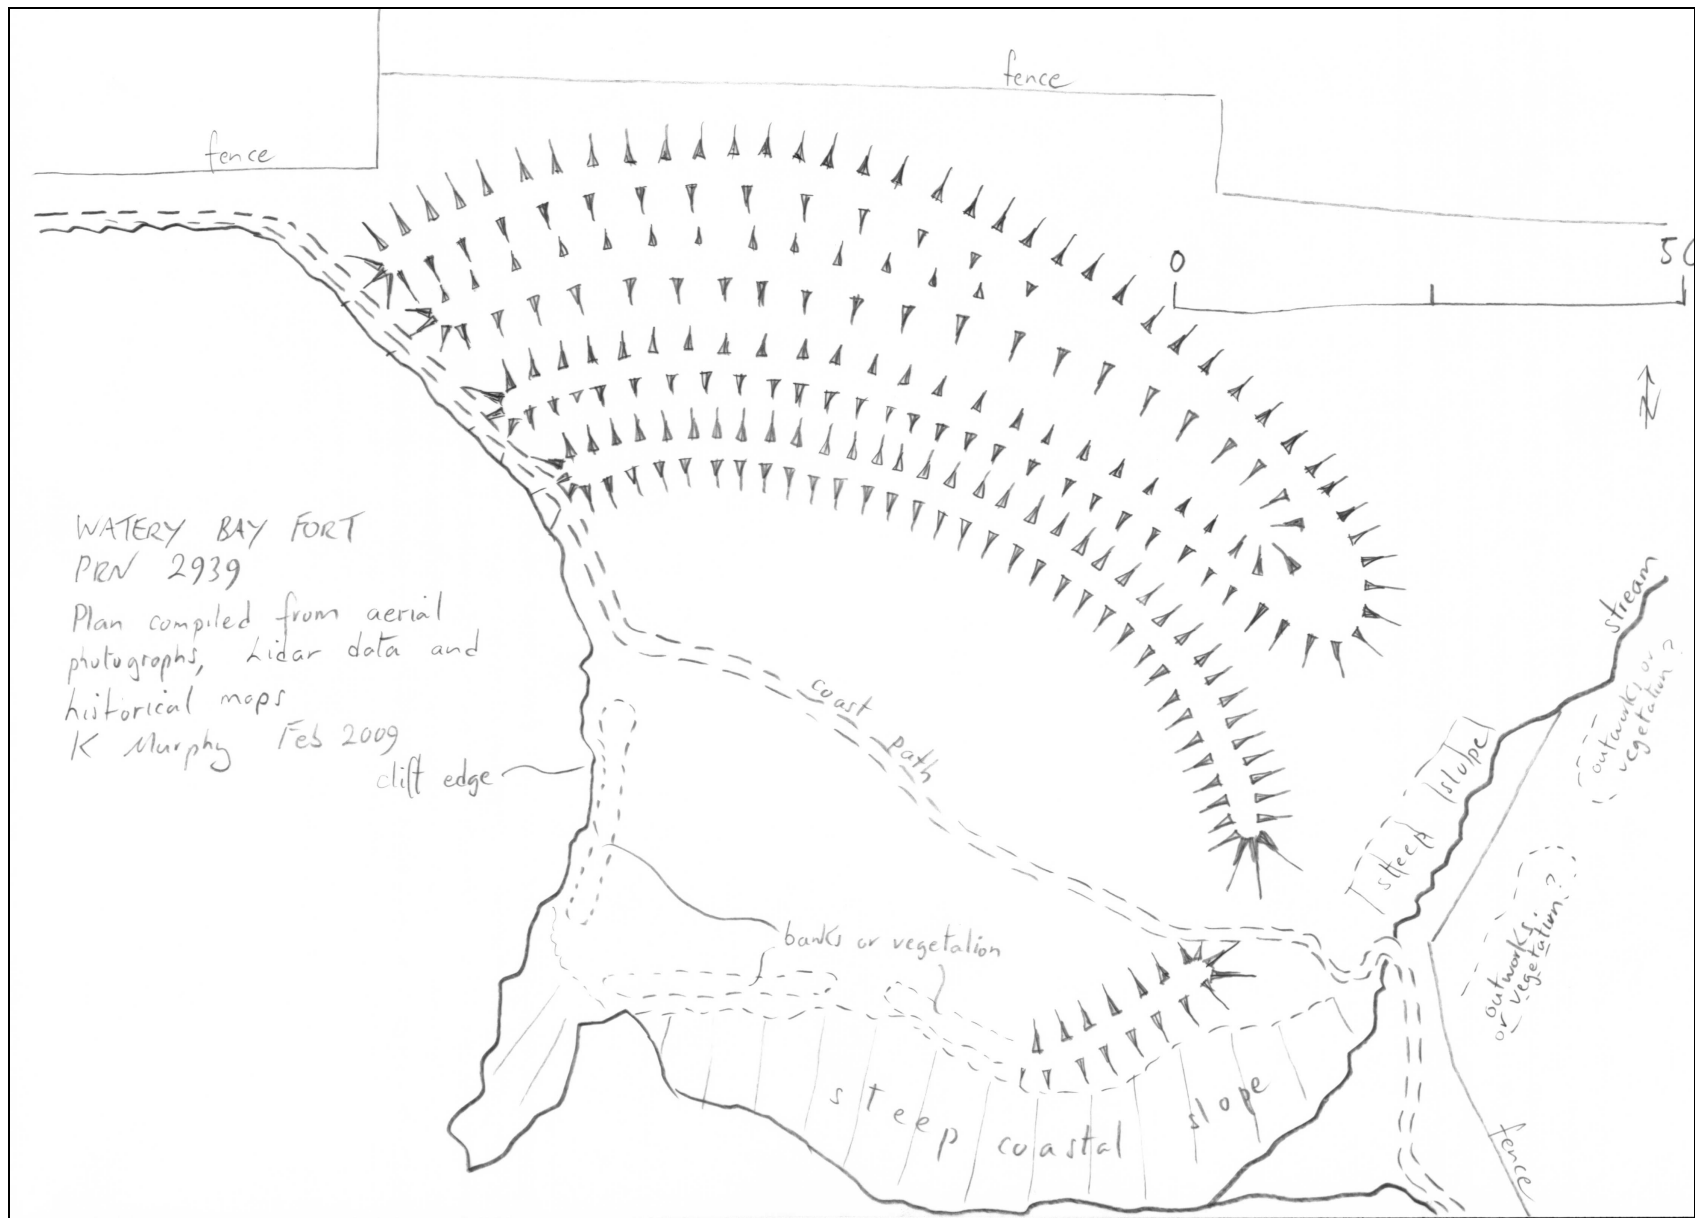 fence
fence
0
50
N
WATERY BAY FORT
PRN 2939
Plan compiled from aerial
photographs, Lidar data and
historical maps
K Murphy Feb 2009
cliff edge
coast
path
stream
outworks or
vegetation?
steep slope
outworks
or vegetation?
banks or vegetation
steep coastal slope
fence